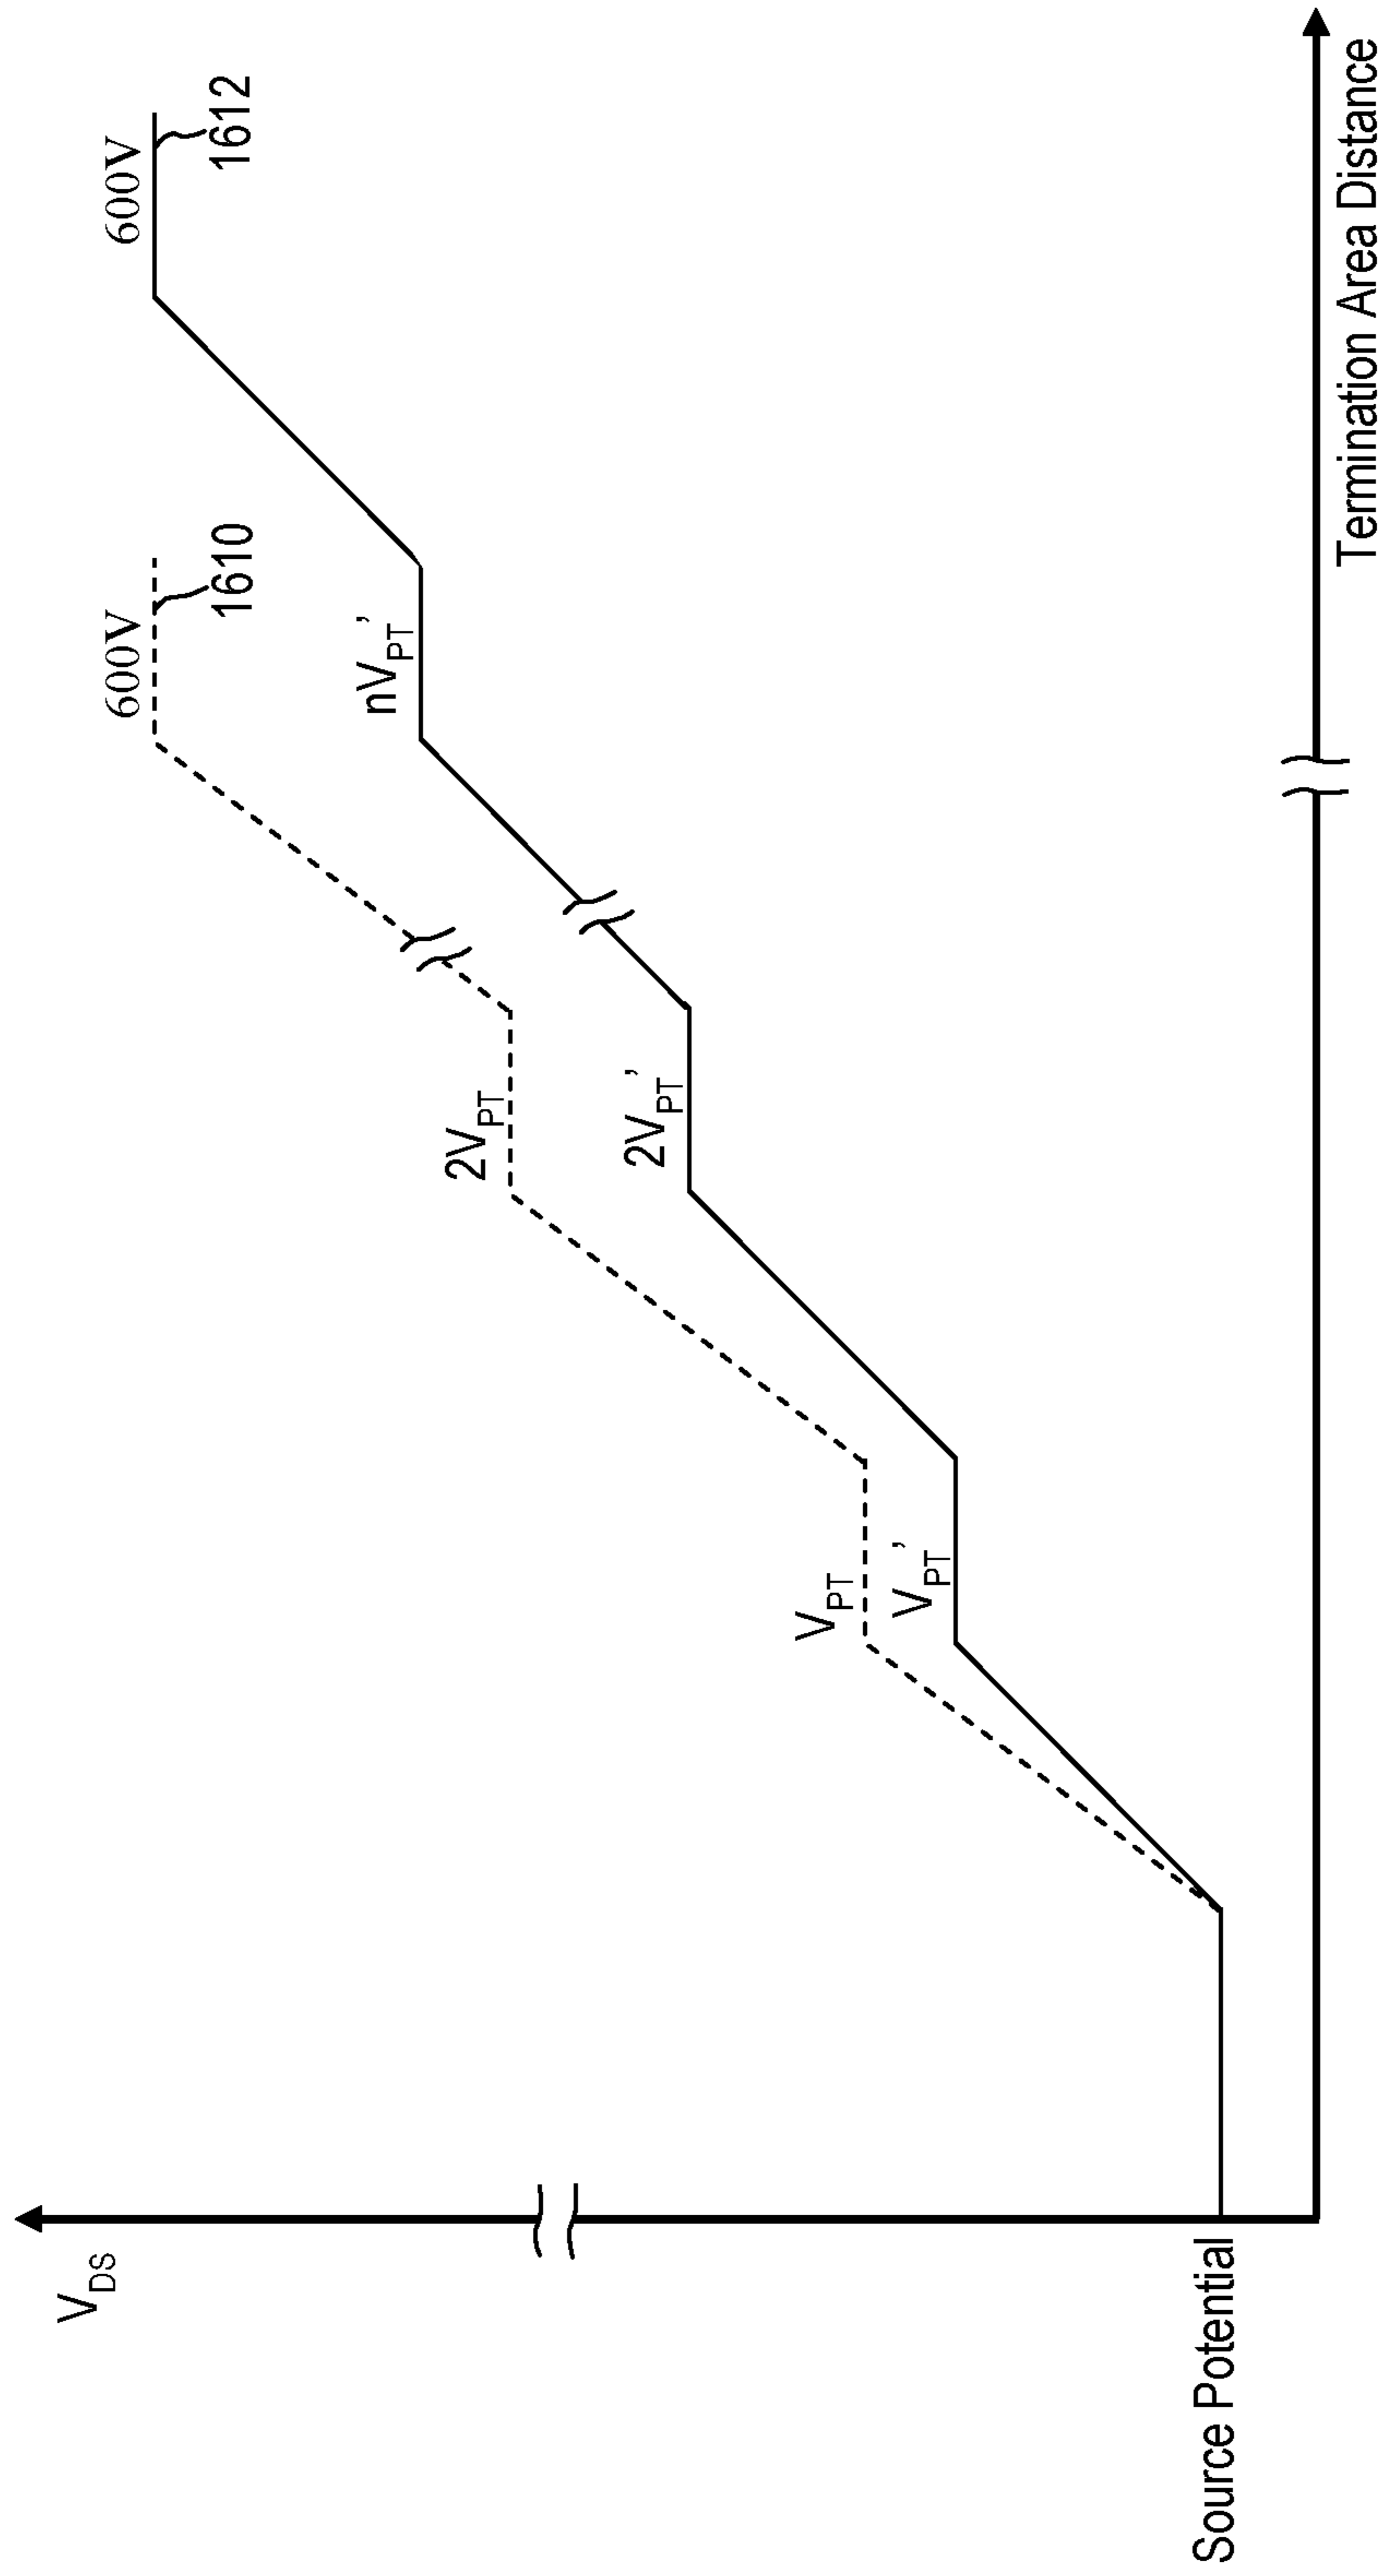 V_DS
600V
1610
600V
1612
nV_PT'
2V_PT
2V_PT'
V_PT
V_PT'
Source Potential
Termination Area Distance